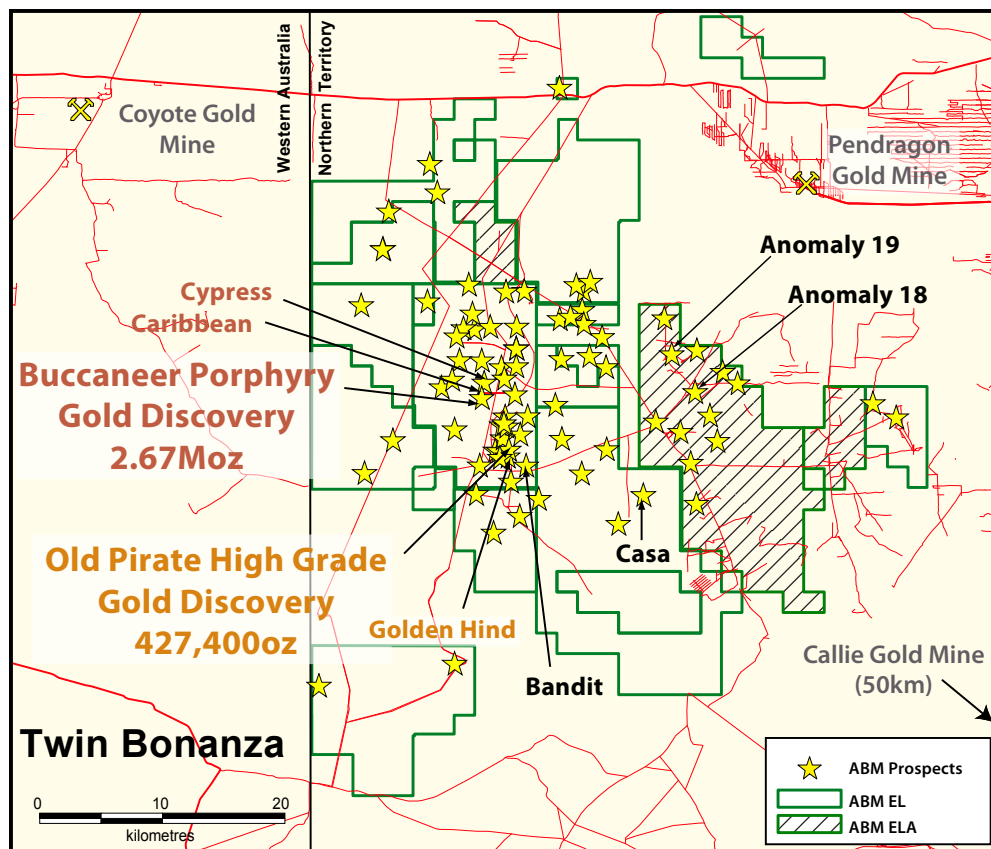 Western Australia
Northern Territory
Coyote Gold
Mine
Pendragon
Gold Mine
Anomaly 19
Anomaly 18
Cypress
Caribbean
Buccaneer Porphyry
Gold Discovery
2.67Moz
Old Pirate High Grade
Gold Discovery
427,400oz
Golden Hind
Casa
Bandit
Callie Gold Mine
(50km)
Twin Bonanza
0 10 20
kilometres
ABM Prospects
ABM EL
ABM ELA